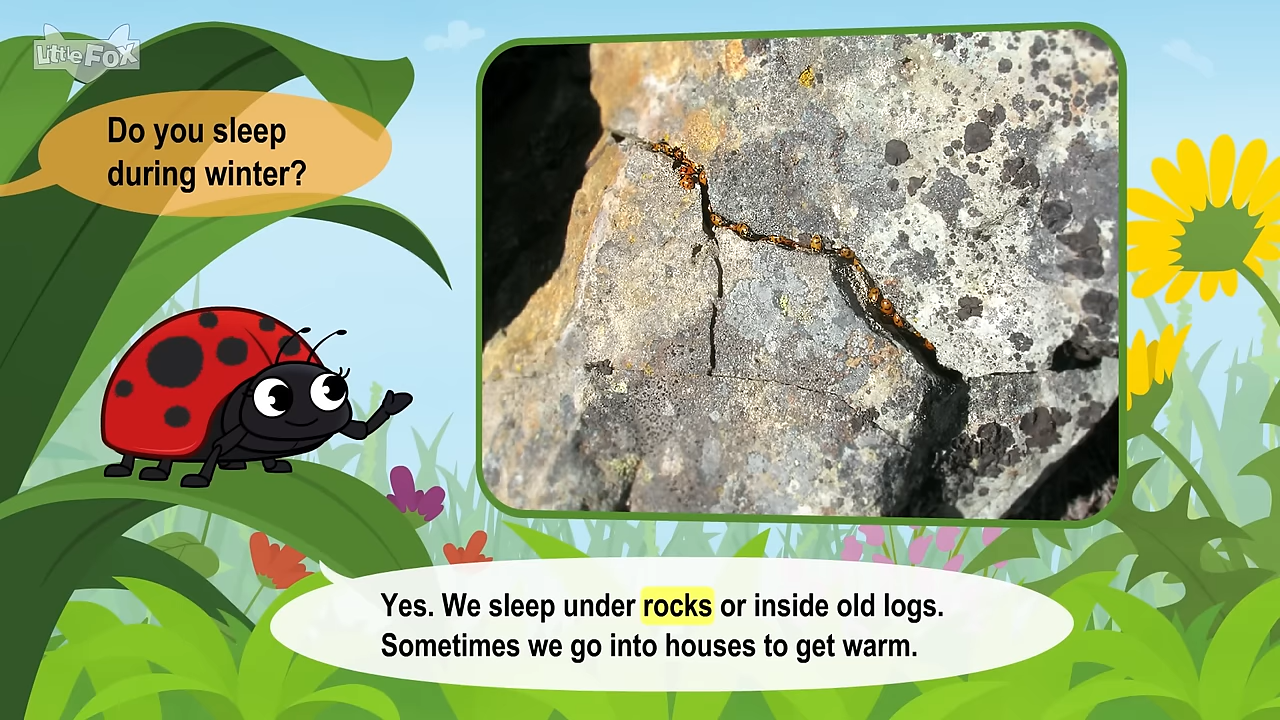 Little Fox
Do you sleep
during winter?
Yes. We sleep under rocks or inside old logs.
Sometimes we go into houses to get warm.